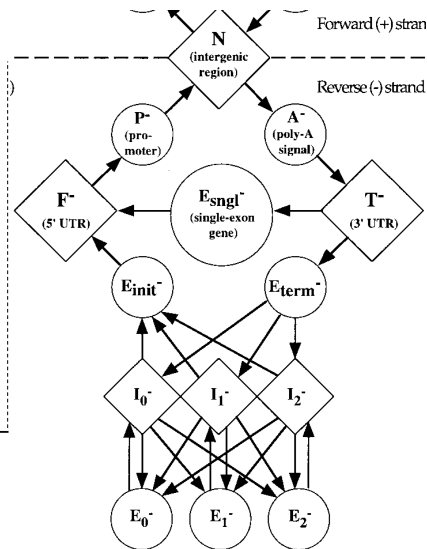 Forward (+) stran
N
(intergenic
region)
Reverse (-) strand
)
P-
(pro-
moter)
A-
(poly-A
signal)
F-
(5' UTR)
Esngl-
(single-exon
gene)
T-
(3' UTR)
Einit-
Eterm-
I0-
I1-
I2-
E0-
E1-
E2-